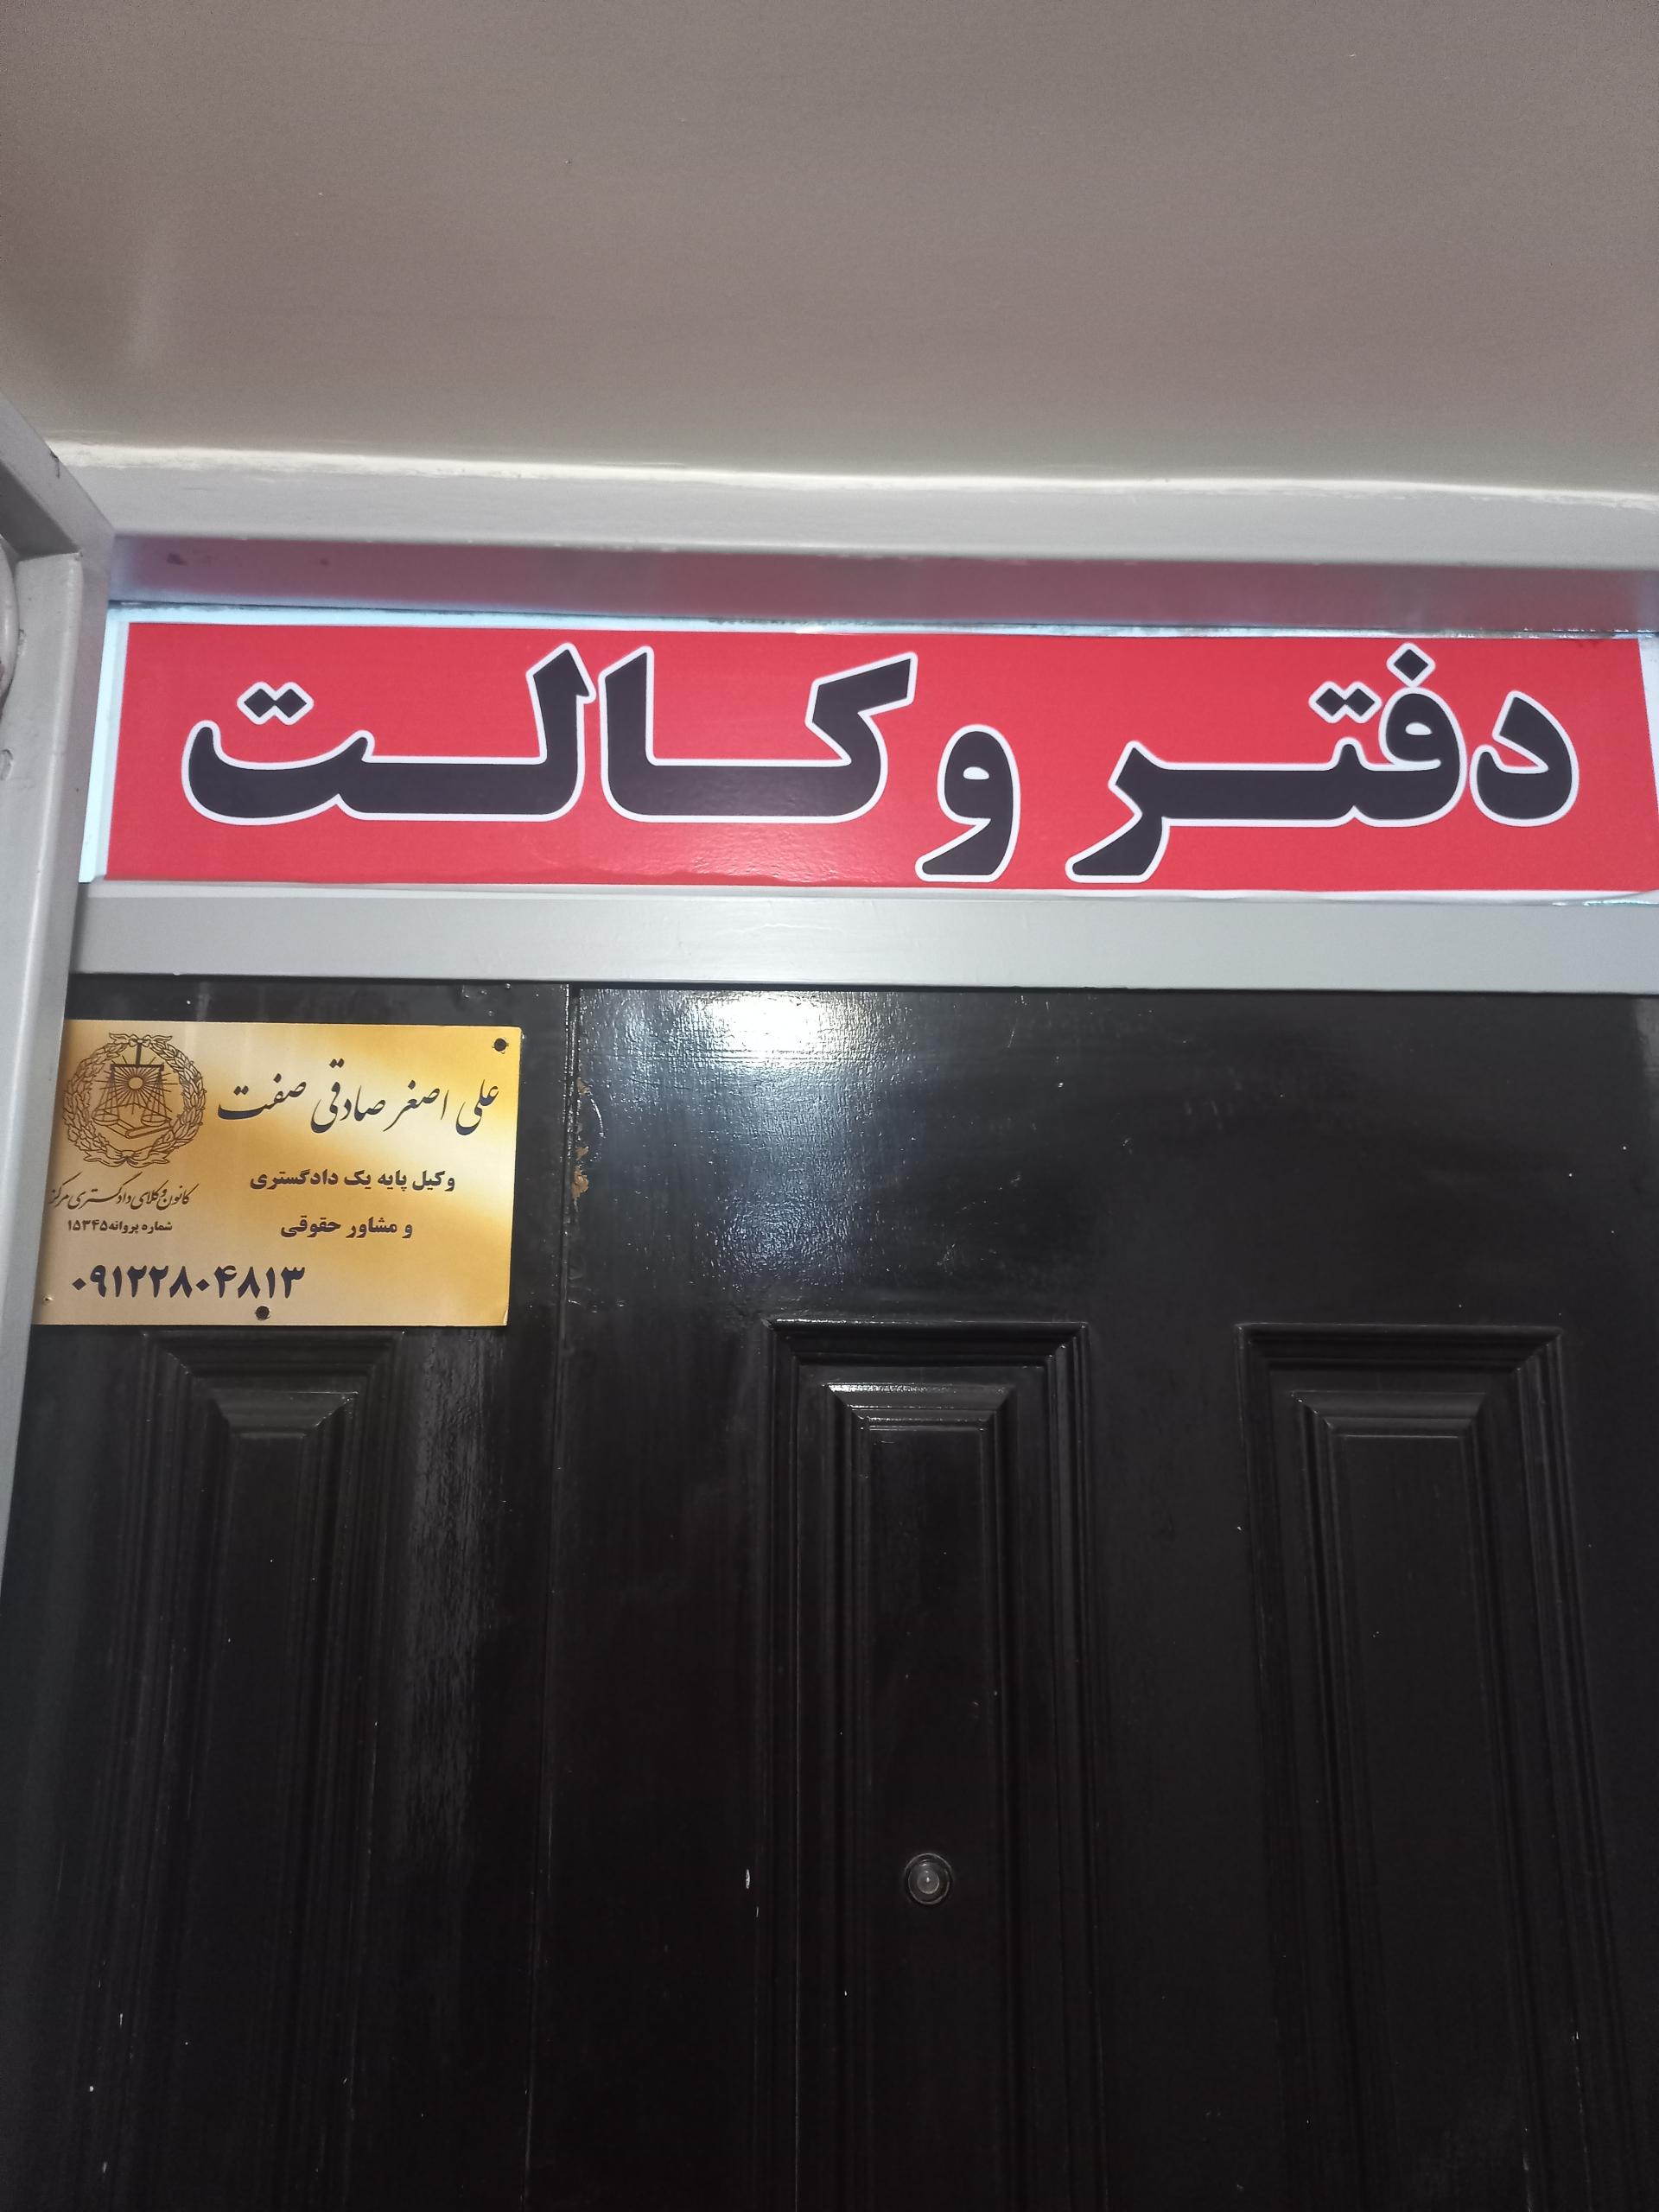 دفتر وکالت
علی اصغر صادقی صفت
وکیل پایه یک دادگستری
و مشاور حقوقی
کانون وکلای دادگستری مرکز
شماره پروانه ۱۵۳۴۵
۰۹۱۲۲۸۰۴۸۱۳